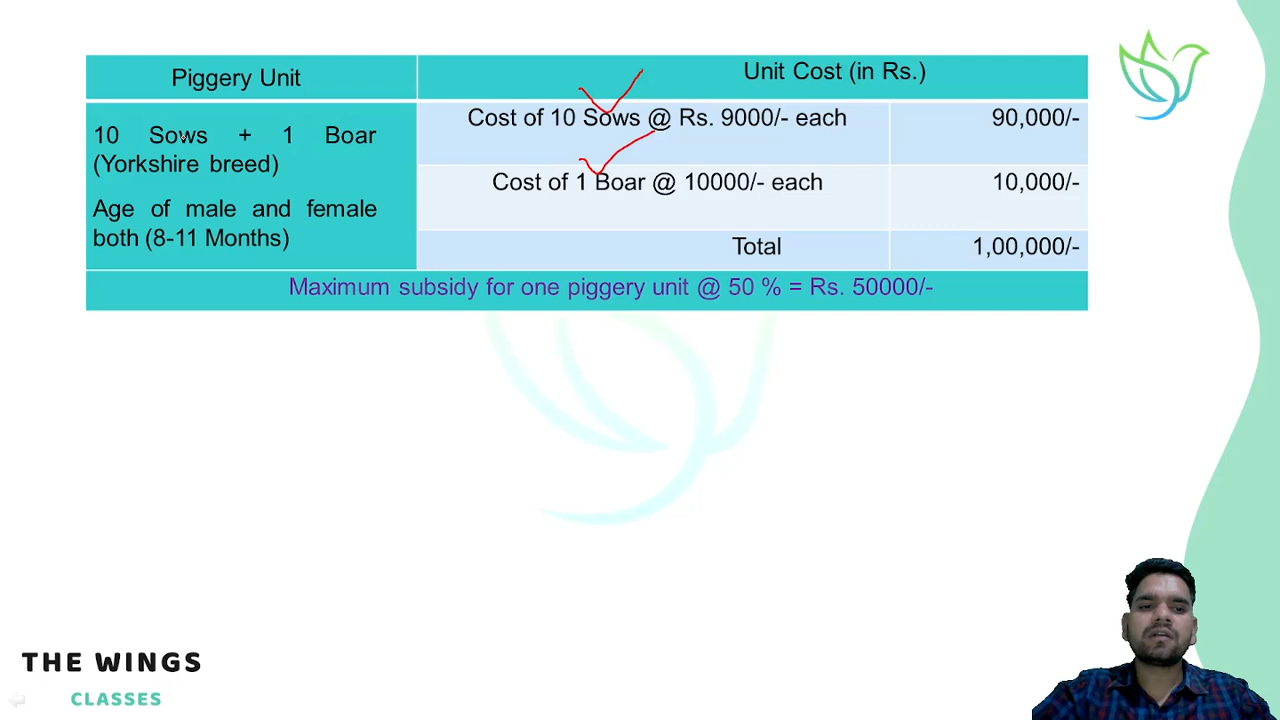 Piggery Unit
Unit Cost (in Rs.)
10 Sows + 1 Boar
(Yorkshire breed)
Age of male and female
both (8-11 Months)
Cost of 10 Sows @ Rs. 9000/- each
90,000/-
Cost of 1 Boar @ 10000/- each
10,000/-
Total
1,00,000/-
Maximum subsidy for one piggery unit @ 50 % = Rs. 50000/-
THE WINGS
CLASSES